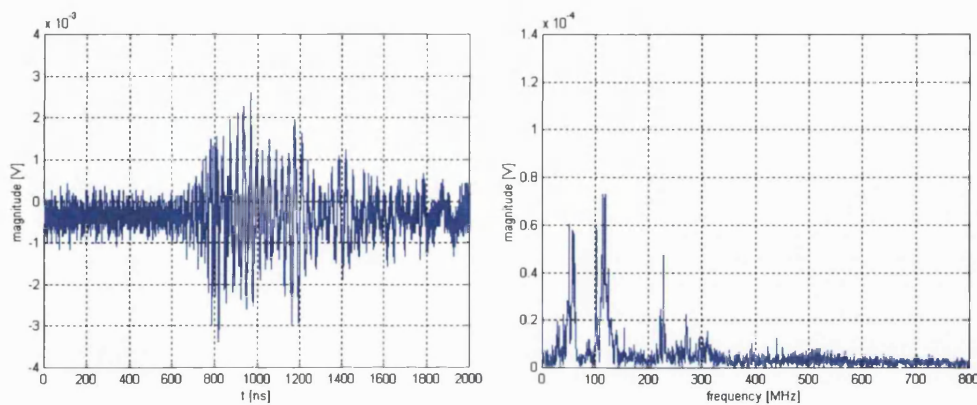 x 10⁻³
4
3
2
1
0
-1
-2
-3
-4
magnitude [V]
0 200 400 600 800 1000 1200 1400 1600 1800 2000
t [ns]
x 10⁻⁴
1.4
1.2
1
0.8
0.6
0.4
0.2
0
magnitude [V]
0 100 200 300 400 500 600 700 800
frequency [MHz]